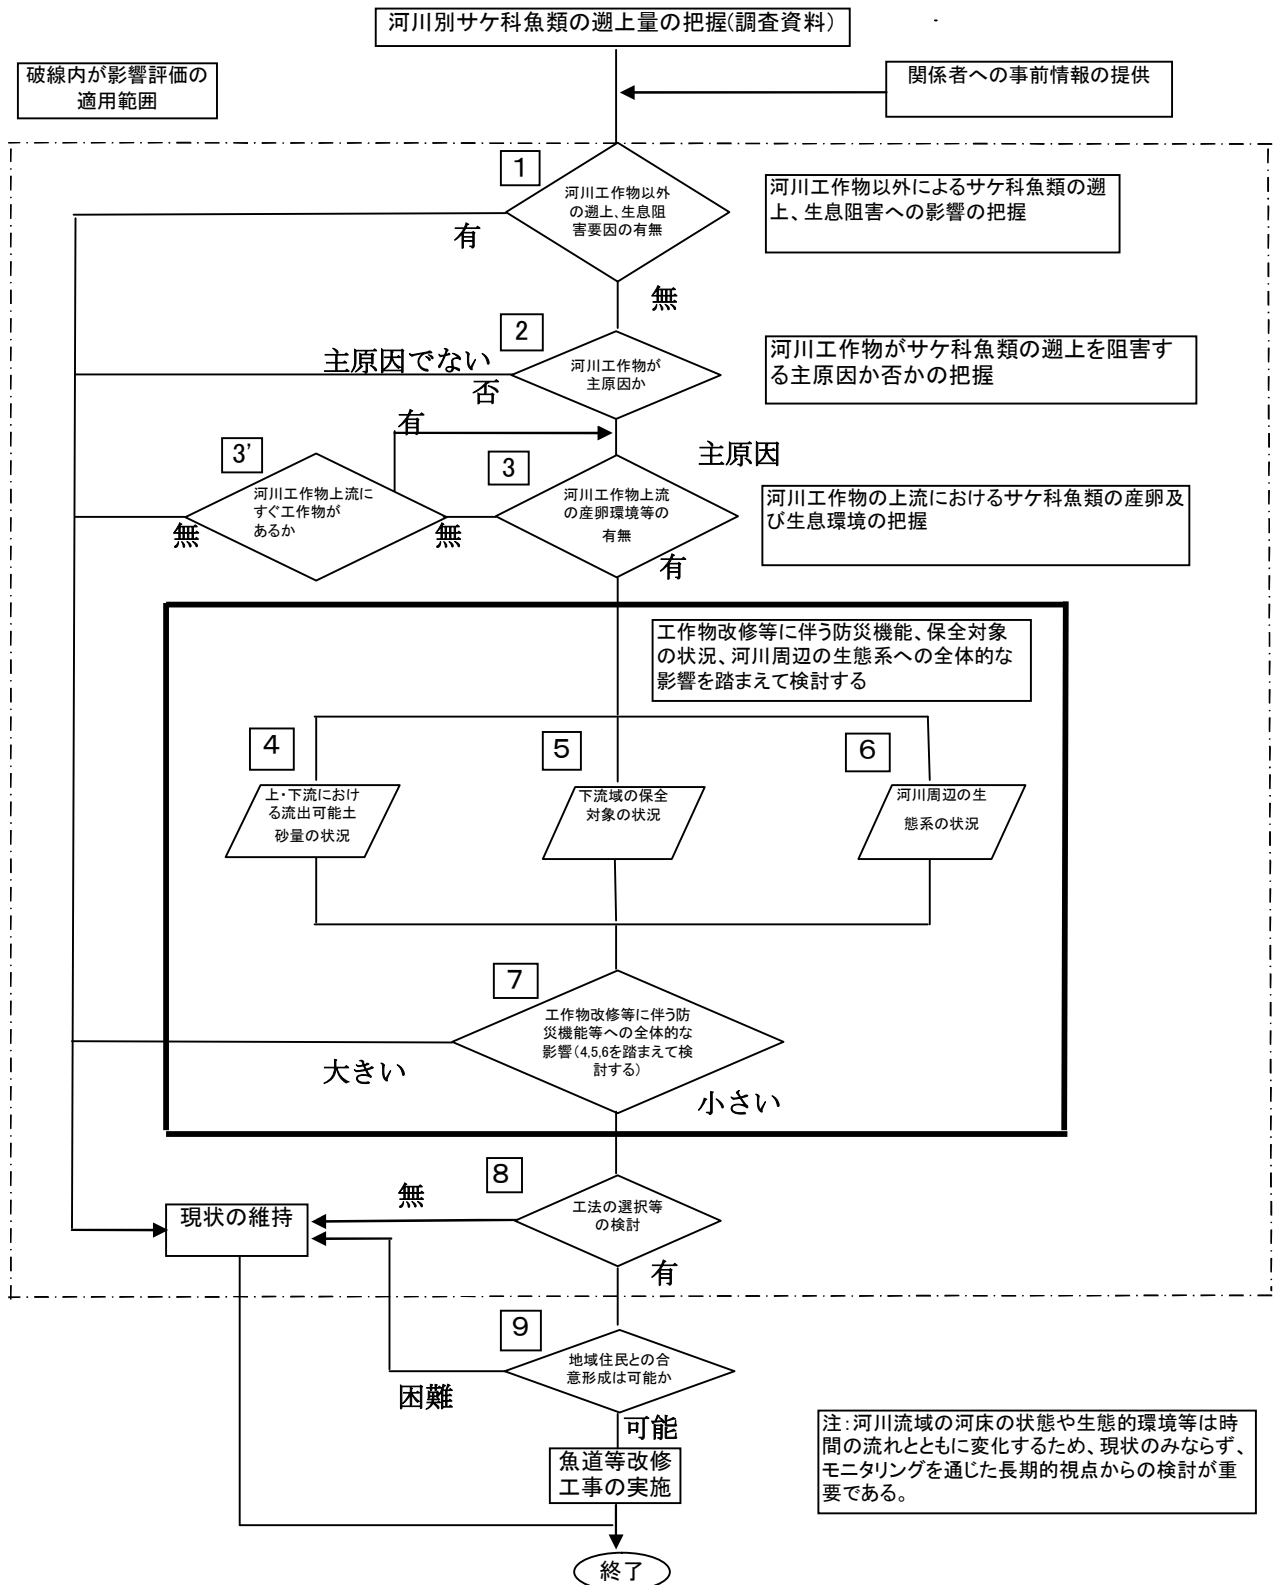 河川別サケ科魚類の遡上量の把握(調査資料)
破線内が影響評価の
適用範囲
関係者への事前情報の提供
1
河川工作物以外
の遡上、生息阻
害要因の有無
河川工作物以外によるサケ科魚類の遡
上、生息阻害への影響の把握
有
無
2
主原因でない
否
河川工作物が
主原因か
河川工作物がサケ科魚類の遡上を阻害す
る主原因か否かの把握
有
主原因
3'
河川工作物上流に
すぐ工作物が
あるか
無
無
3
河川工作物上流
の産卵環境等の
有無
有
河川工作物の上流におけるサケ科魚類の産卵及
び生息環境の把握
工作物改修等に伴う防災機能、保全対象
の状況、河川周辺の生態系への全体的な
影響を踏まえて検討する
4
上・下流におけ
る流出可能土
砂量の状況
5
下流域の保全
対象の状況
6
河川周辺の生
態系の状況
7
工作物改修等に伴う防
災機能等への全体的な
影響(4,5,6を踏まえて検
討する)
大きい
小さい
8
無
工法の選択等
の検討
現状の維持
有
9
地域住民との合
意形成は可能か
困難
可能
魚道等改修
工事の実施
注:河川流域の河床の状態や生態的環境等は時
間の流れとともに変化するため、現状のみならず、
モニタリングを通じた長期的視点からの検討が重
要である。
終了